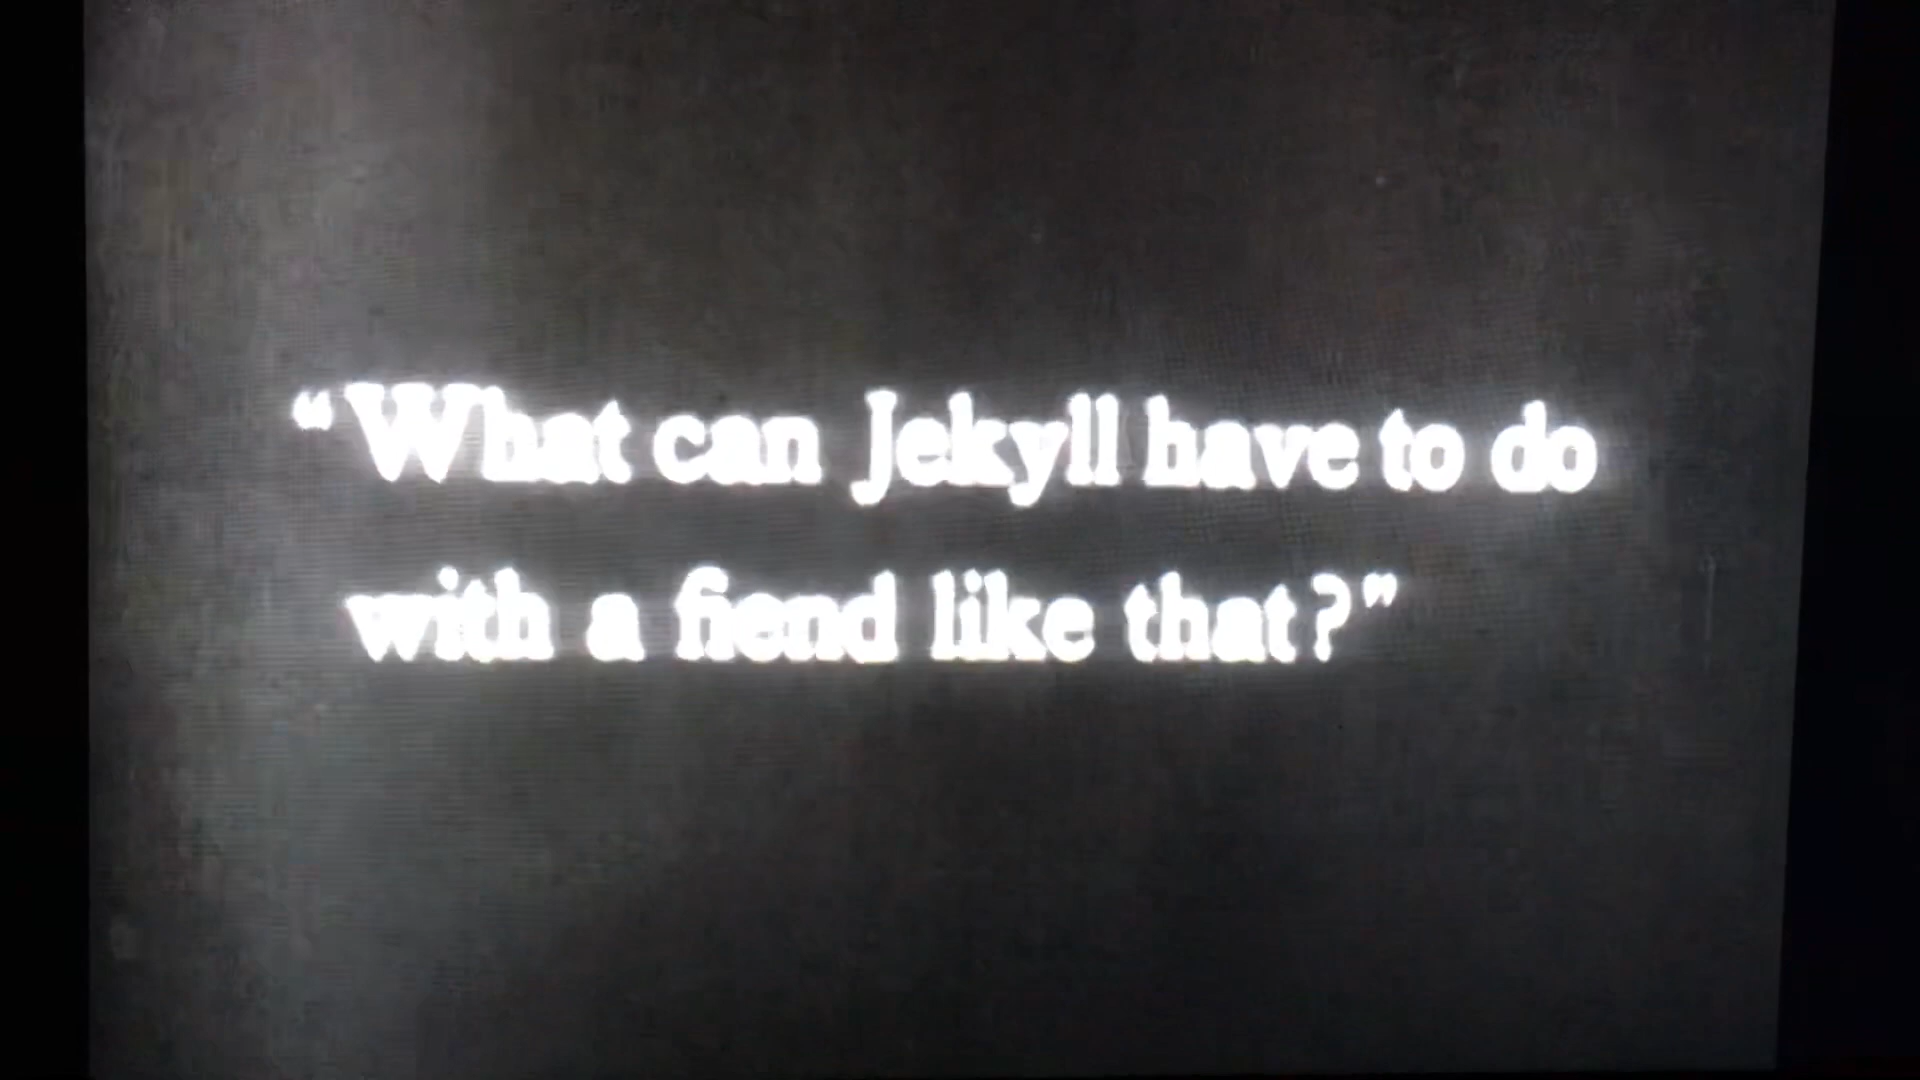 “What can Jekyll have to do
with a fiend like that?”